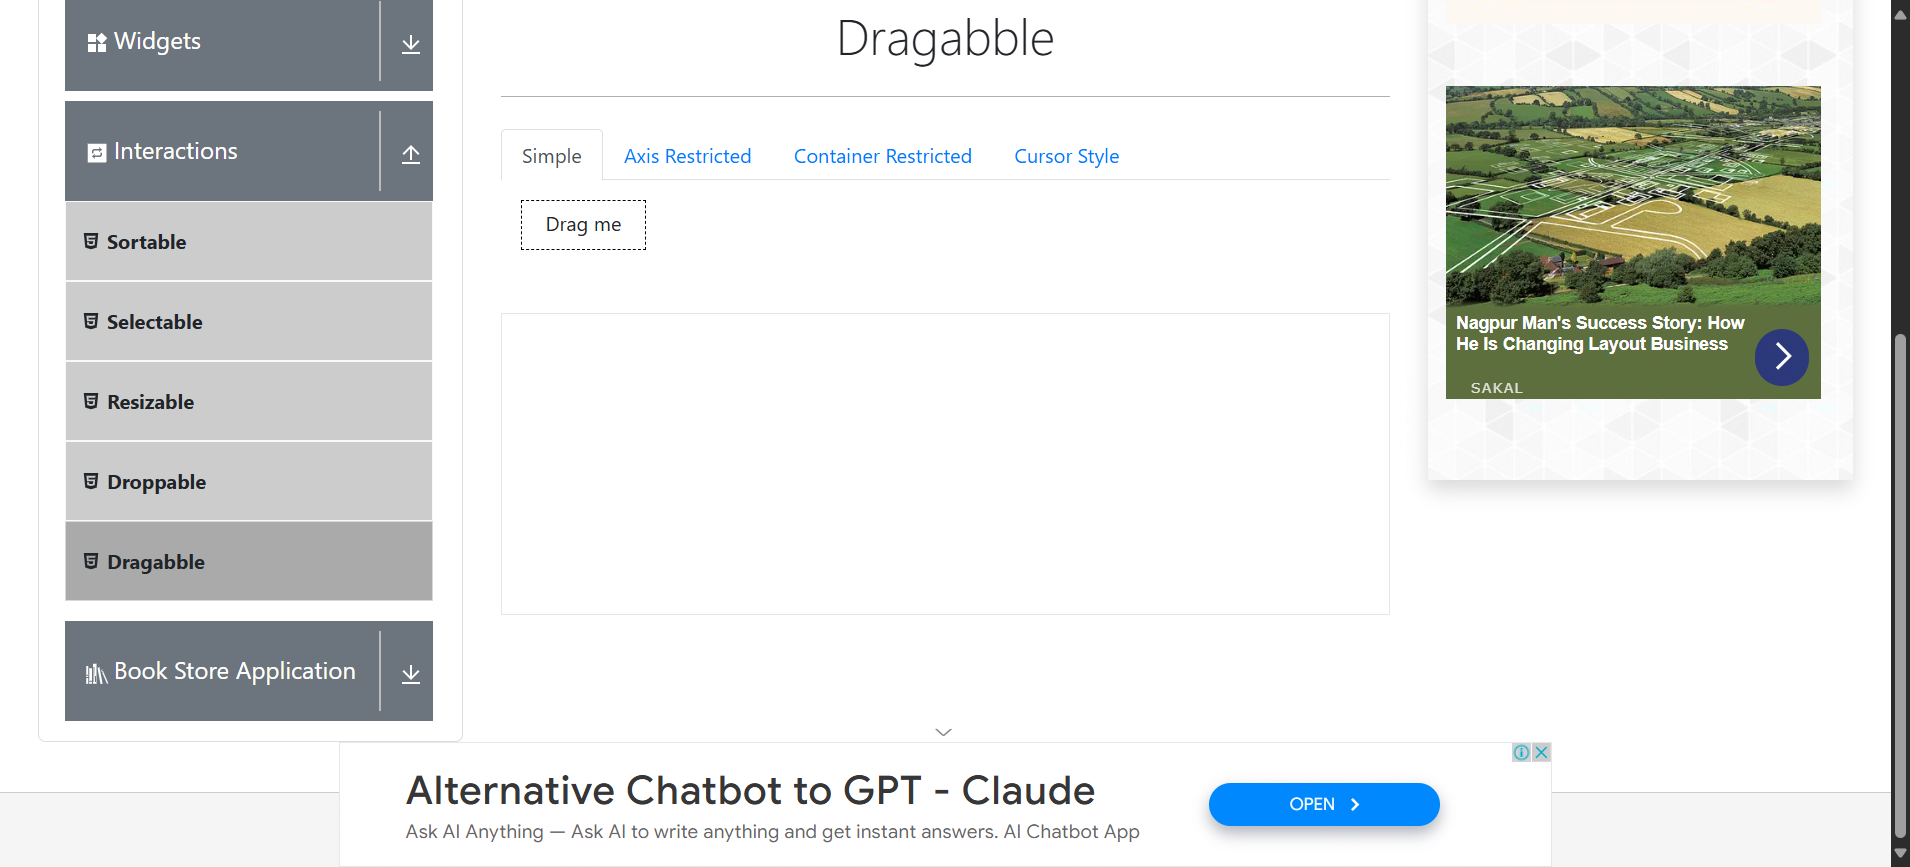 Widgets
Interactions
Sortable
Selectable
Resizable
Droppable
Dragabble
Book Store Application
Dragabble
Simple
Axis Restricted
Container Restricted
Cursor Style
Drag me
Nagpur Man's Success Story: How
He Is Changing Layout Business
SAKAL
Alternative Chatbot to GPT - Claude
Ask AI Anything — Ask AI to write anything and get instant answers. AI Chatbot App
OPEN